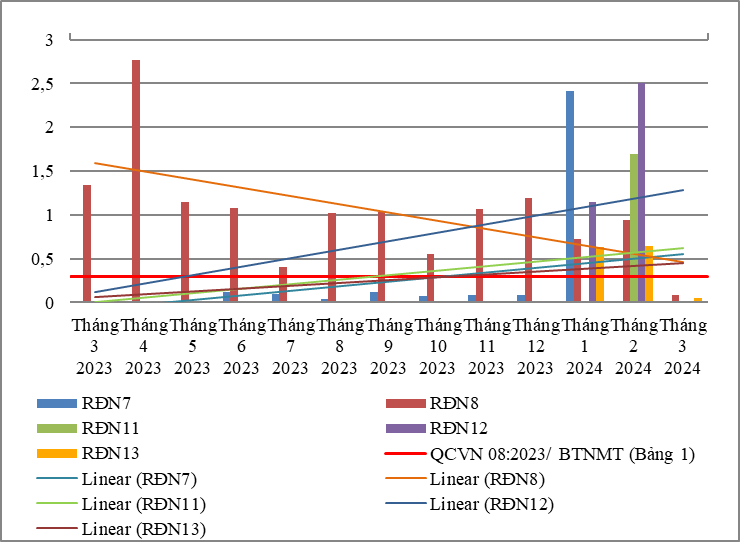 3
2,5
2
1,5
1
0,5
0
Tháng Tháng Tháng Tháng Tháng Tháng Tháng Tháng Tháng Tháng Tháng Tháng Tháng
3 4 5 6 7 8 9 10 11 12 1 2 3
2023 2023 2023 2023 2023 2023 2023 2023 2023 2023 2024 2024 2024
RĐN7 RĐN8
RĐN11 RĐN12
RĐN13 QCVN 08:2023/ BTNMT (Bảng 1)
Linear (RĐN7) Linear (RĐN8)
Linear (RĐN11) Linear (RĐN12)
Linear (RĐN13)